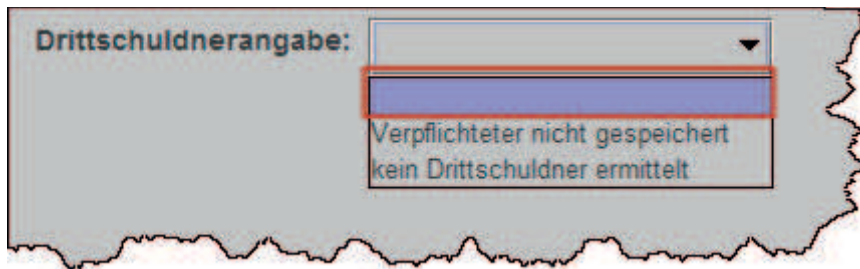 Drittschuldnerangabe:
Verpflichteter nicht gespeichert
kein Drittschuldner ermittelt